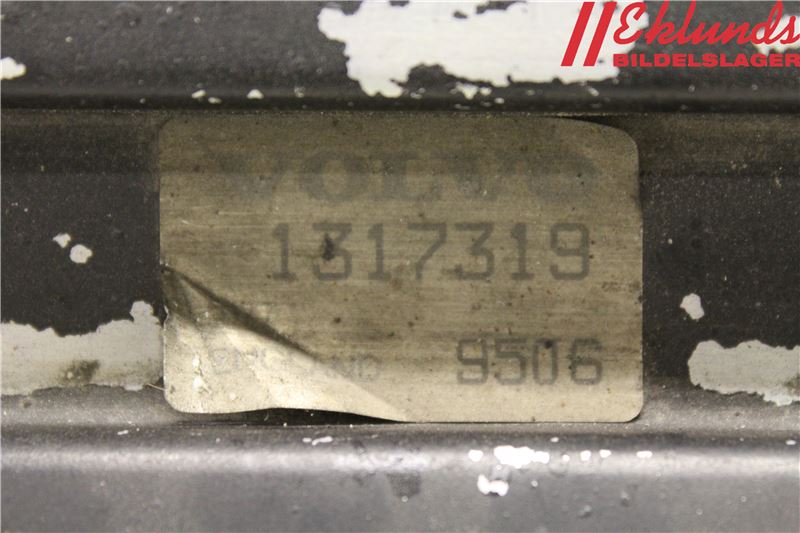 Eklunds
BILDELSLAGER
VOLVO
1317319
9506